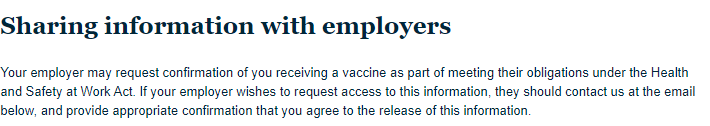 Sharing information with employers
Your employer may request confirmation of you receiving a vaccine as part of meeting their obligations under the Health
and Safety at Work Act. If your employer wishes to request access to this information, they should contact us at the email
below, and provide appropriate confirmation that you agree to the release of this information.